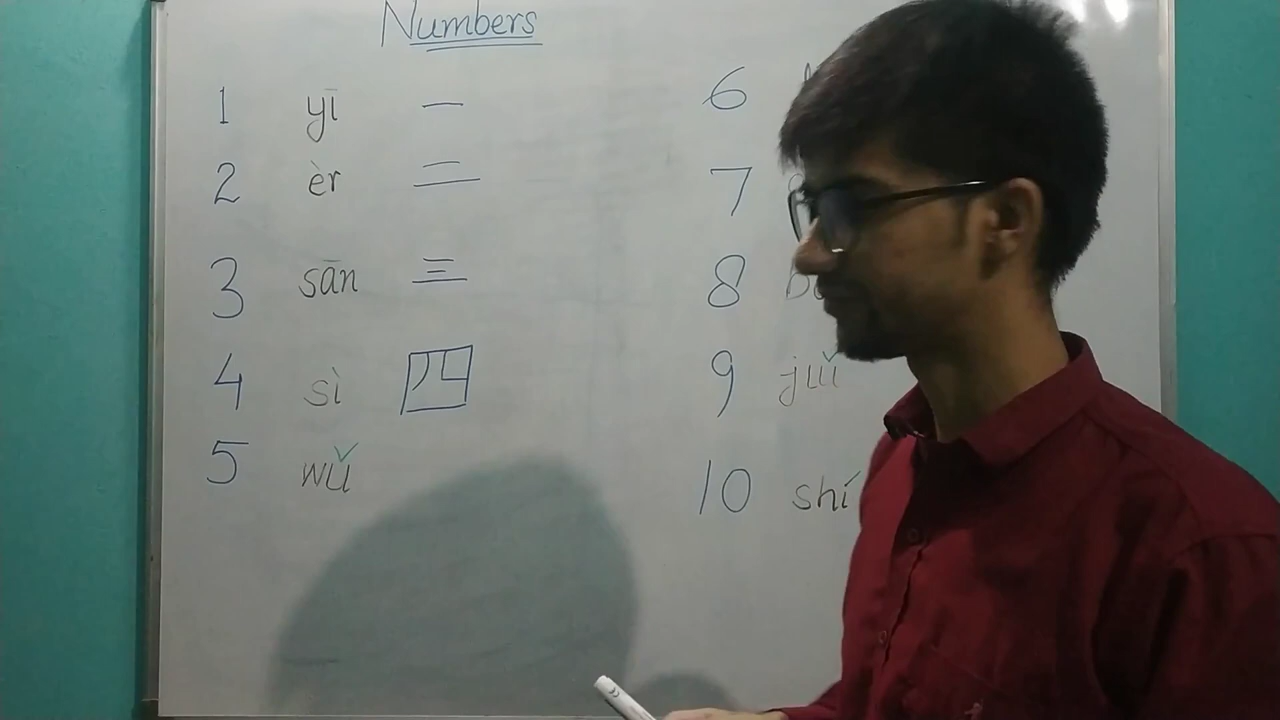 Numbers
1 yī 一
2 èr 二
3 sān 三
4 sì 四
5 wǔ
6
7
8
9 jiǔ
10 shí